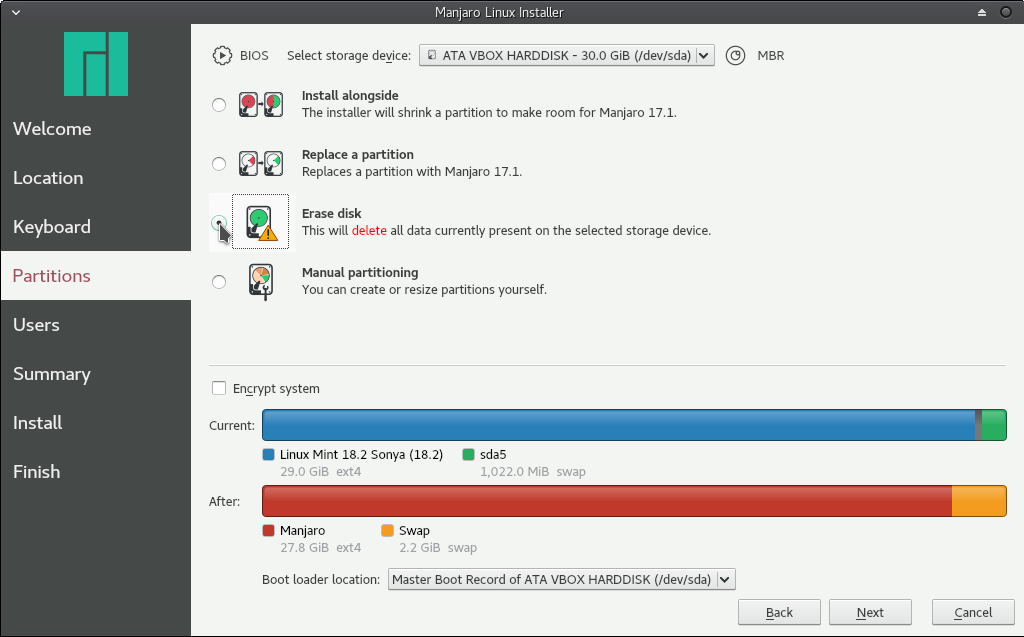 Manjaro Linux Installer
BIOS Select storage device: ATA VBOX HARDDISK - 30.0 GiB (/dev/sda) MBR
Welcome
Location
Keyboard
Partitions
Users
Summary
Install
Finish
Install alongside
The installer will shrink a partition to make room for Manjaro 17.1.
Replace a partition
Replaces a partition with Manjaro 17.1.
Erase disk
This will delete all data currently present on the selected storage device.
Manual partitioning
You can create or resize partitions yourself.
Encrypt system
Current:
Linux Mint 18.2 Sonya (18.2) sda5
29.0 GiB ext4 1,022.0 MiB swap
After:
Manjaro Swap
27.8 GiB ext4 2.2 GiB swap
Boot loader location: Master Boot Record of ATA VBOX HARDDISK (/dev/sda)
Back Next Cancel